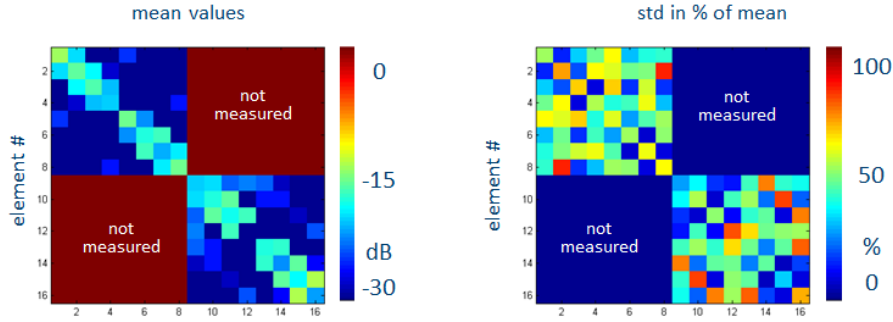 mean values
std in % of mean
element #
2
4
6
8
10
12
14
16
2 4 6 8 10 12 14 16
not
measured
not
measured
0
-15
dB
-30
element #
2
4
6
8
10
12
14
16
2 4 6 8 10 12 14 16
not
measured
not
measured
100
50
%
0